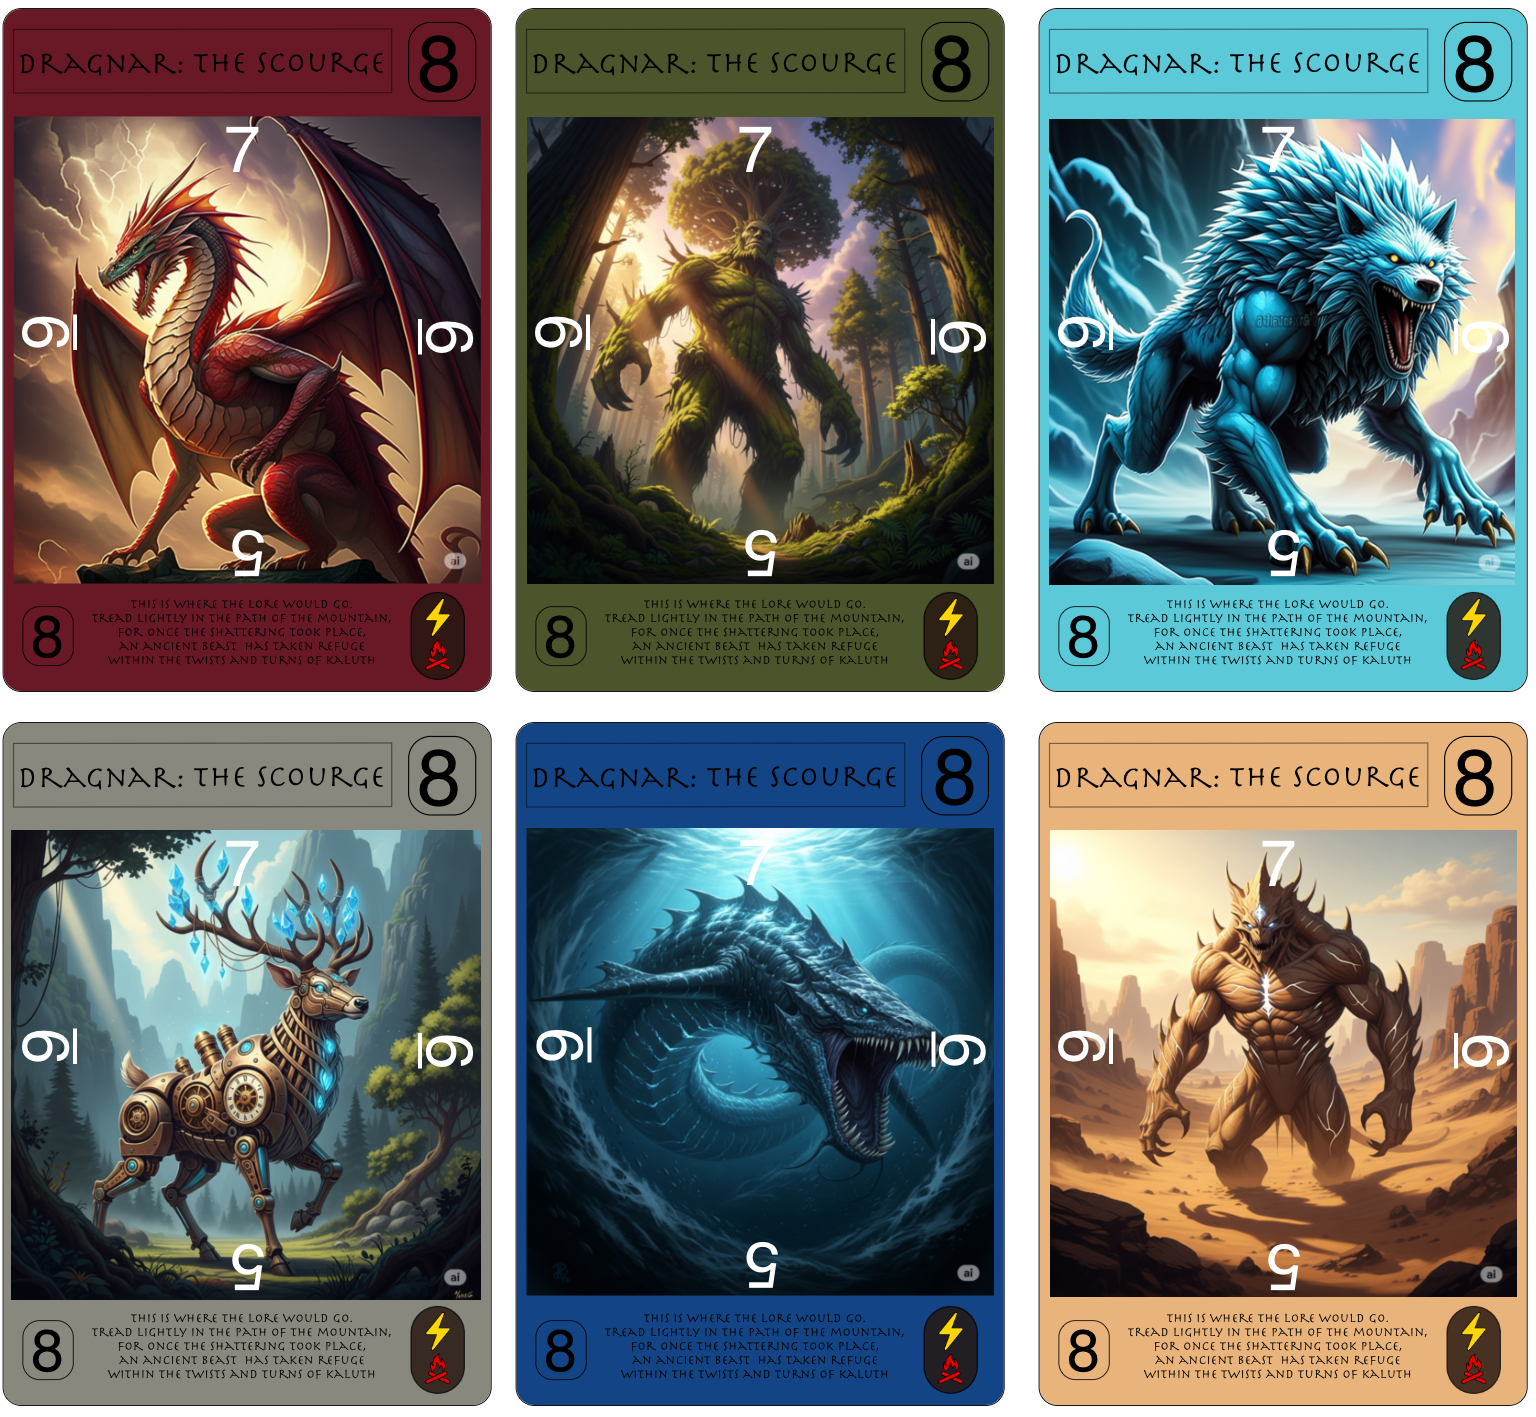 DRAGNAR: THE SCOURGE 8
7
6 6
5
ai
THIS IS WHERE THE LORE WOULD GO.
TREAD LIGHTLY IN THE PATH OF THE MOUNTAIN,
FOR ONCE THE SHATTERING TOOK PLACE,
AN ANCIENT BEAST HAS TAKEN REFUGE
WITHIN THE TWISTS AND TURNS OF KALUTH
8
DRAGNAR: THE SCOURGE 8
7
6 6
5
ai
THIS IS WHERE THE LORE WOULD GO.
TREAD LIGHTLY IN THE PATH OF THE MOUNTAIN,
FOR ONCE THE SHATTERING TOOK PLACE,
AN ANCIENT BEAST HAS TAKEN REFUGE
WITHIN THE TWISTS AND TURNS OF KALUTH
8
DRAGNAR: THE SCOURGE 8
7
6 6
5
ai
THIS IS WHERE THE LORE WOULD GO.
TREAD LIGHTLY IN THE PATH OF THE MOUNTAIN,
FOR ONCE THE SHATTERING TOOK PLACE,
AN ANCIENT BEAST HAS TAKEN REFUGE
WITHIN THE TWISTS AND TURNS OF KALUTH
8
DRAGNAR: THE SCOURGE 8
7
6 6
5
ai
THIS IS WHERE THE LORE WOULD GO.
TREAD LIGHTLY IN THE PATH OF THE MOUNTAIN,
FOR ONCE THE SHATTERING TOOK PLACE,
AN ANCIENT BEAST HAS TAKEN REFUGE
WITHIN THE TWISTS AND TURNS OF KALUTH
8
DRAGNAR: THE SCOURGE 8
7
6 6
5
ai
THIS IS WHERE THE LORE WOULD GO.
TREAD LIGHTLY IN THE PATH OF THE MOUNTAIN,
FOR ONCE THE SHATTERING TOOK PLACE,
AN ANCIENT BEAST HAS TAKEN REFUGE
WITHIN THE TWISTS AND TURNS OF KALUTH
8
DRAGNAR: THE SCOURGE 8
7
6 6
5
ai
THIS IS WHERE THE LORE WOULD GO.
TREAD LIGHTLY IN THE PATH OF THE MOUNTAIN,
FOR ONCE THE SHATTERING TOOK PLACE,
AN ANCIENT BEAST HAS TAKEN REFUGE
WITHIN THE TWISTS AND TURNS OF KALUTH
8